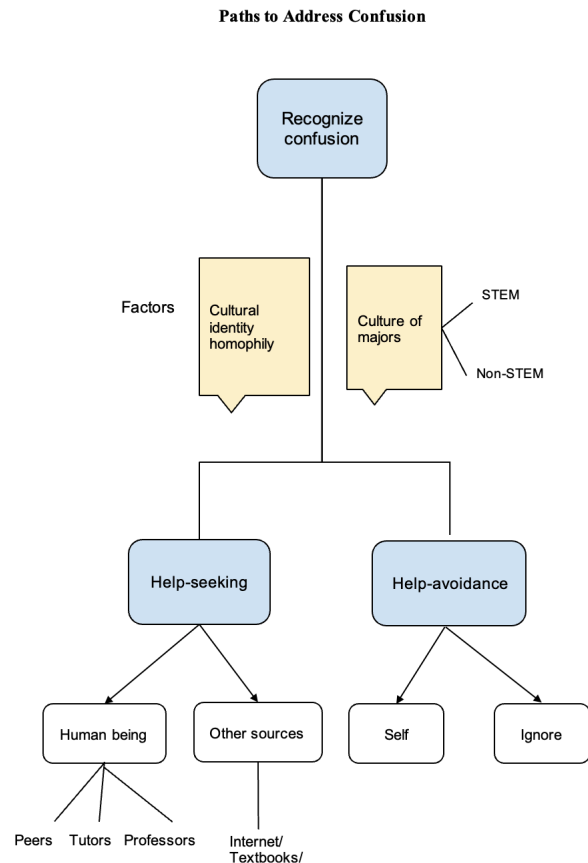 Paths to Address Confusion
Recognize
confusion
Factors
Cultural
identity
homophily
Culture of
majors
STEM
Non-STEM
Help-seeking
Help-avoidance
Human being
Other sources
Self
Ignore
Peers
Tutors
Professors
Internet/
Textbooks/